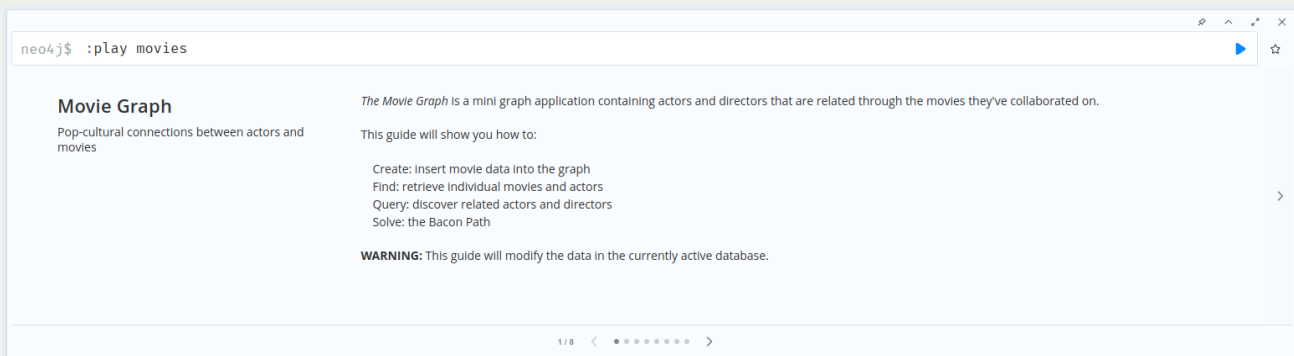 neo4j$ :play movies
Movie Graph
Pop-cultural connections between actors and
movies
The Movie Graph is a mini graph application containing actors and directors that are related through the movies they've collaborated on.
This guide will show you how to:
Create: insert movie data into the graph
Find: retrieve individual movies and actors
Query: discover related actors and directors
Solve: the Bacon Path
WARNING: This guide will modify the data in the currently active database.
1 / 8